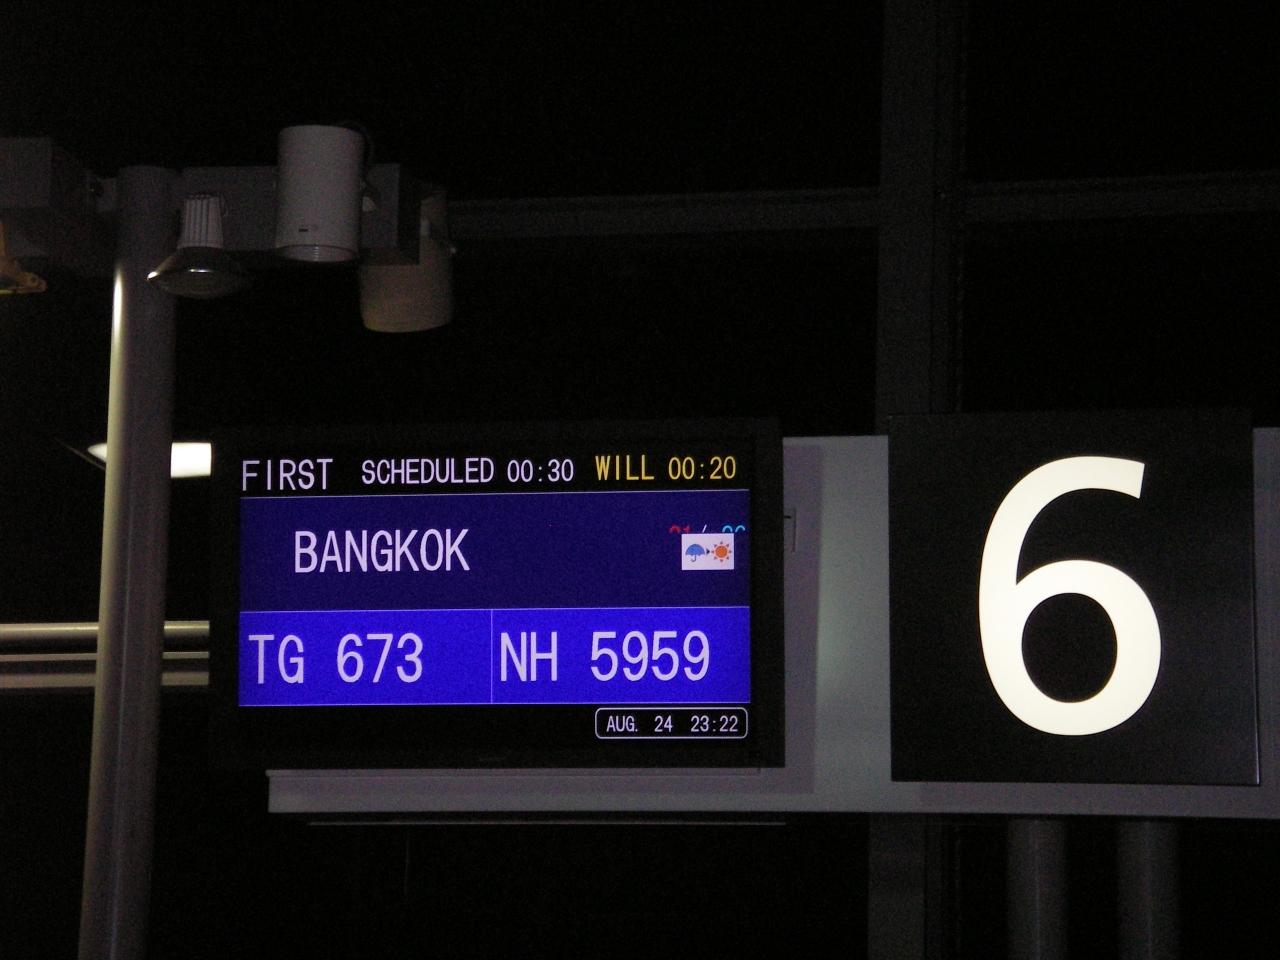 FIRST SCHEDULED 00:30 WILL 00:20
BANGKOK
TG 673 NH 5959
AUG. 24 23:22
6